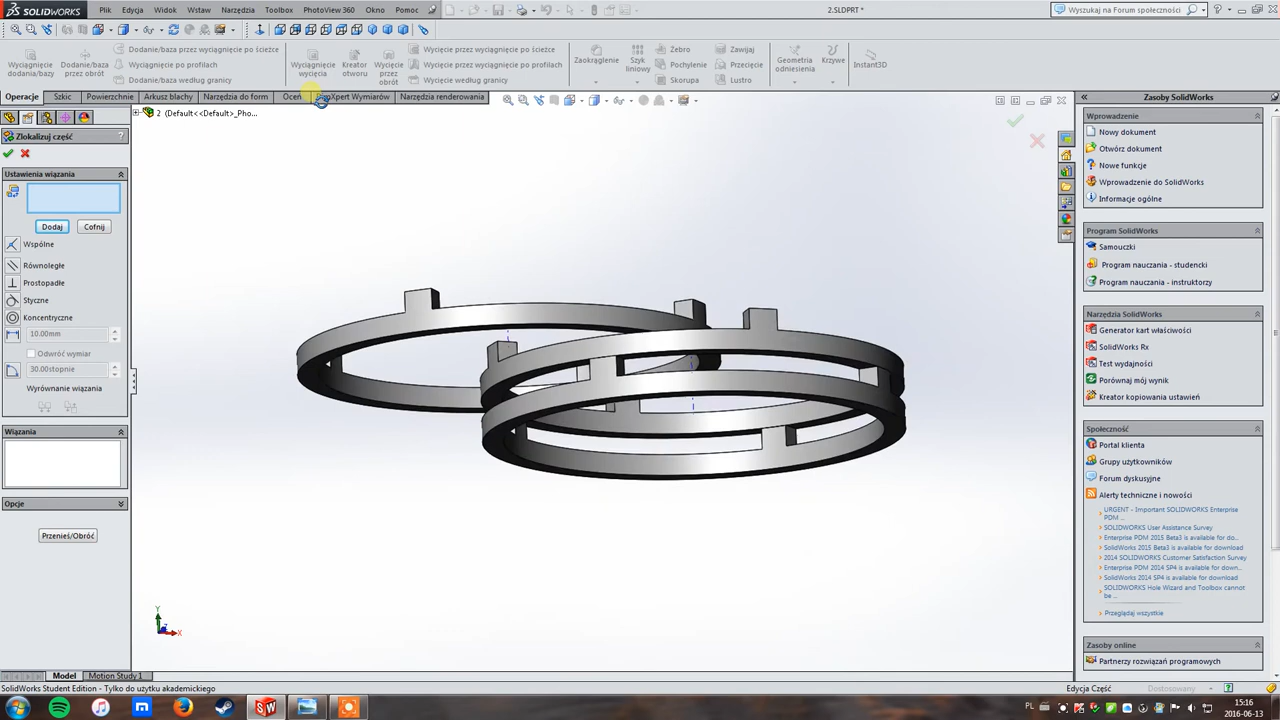 SOLIDWORKS Plik Edycja Widok Wstaw Narzędzia Toolbox PhotoView 360 Okno Pomoc 2.SLDPRT * Wyszukaj na Forum społeczności
Wyciągnięcie dodania/bazy
Dodanie/baza przez obrót
Dodanie/baza przez wyciągnięcie po ścieżce
Wyciągnięcie po profilach
Dodanie/baza według granicy
Wyciągnięcie wycięcia
Kreator otworu
Wycięcie przez obrót
Wycięcie przez wyciągnięcie po ścieżce
Wycięcie przez wyciągnięcie po profilach
Wycięcie według granicy
Zaokrąglenie
Szyk liniowy
Żebro
Pochylenie
Skorupa
Zawijaj
Przecięcie
Lustro
Geometria odniesienia
Krzywe
Instant3D
Operacje Szkic Powierzchnie Arkusz blachy Narzędzia do form Oceń Wymiarów Narzędzia renderowania
2 (Default<<Default>_Pho...
Zlokalizuj część ?
Ustawienia wiązania
Dodaj Cofnij
Wspólne
Równoległe
Prostopadłe
Styczne
Koncentryczne
10.00mm
Odwróć wymiar
30.00stopnie
Wyrównanie wiązania
Wiązania
Opcje
Przenieś/Obróć
Y
X
Zasoby SolidWorks
Wprowadzenie
Nowy dokument
Otwórz dokument
Nowe funkcje
Wprowadzenie do SolidWorks
Informacje ogólne
Program SolidWorks
Samouczki
Program nauczania - studencki
Program nauczania - instruktorzy
Narzędzia SolidWorks
Generator kart właściwości
SolidWorks Rx
Test wydajności
Porównaj mój wynik
Kreator kopiowania ustawień
Społeczność
Portal klienta
Grupy użytkowników
Forum dyskusyjne
Alerty techniczne i nowości
URGENT - Important SOLIDWORKS Enterprise PDM ...
SOLIDWORKS User Assistance Survey
Enterprise PDM 2015 Beta3 is available for do...
SolidWorks 2015 Beta3 is available for download
2014 SOLIDWORKS Customer Satisfaction Survey
Enterprise PDM 2014 SP4 is available for down...
SolidWorks 2014 SP4 is available for download
SOLIDWORKS Hole Wizard and Toolbox cannot be ...
Przeglądaj wszystkie
Zasoby online
Partnerzy rozwiązań programowych
Model Motion Study 1
SolidWorks Student Edition - Tylko do użytku akademickiego
Edycja Część Dostosowany
PL
15:16
2016-06-13